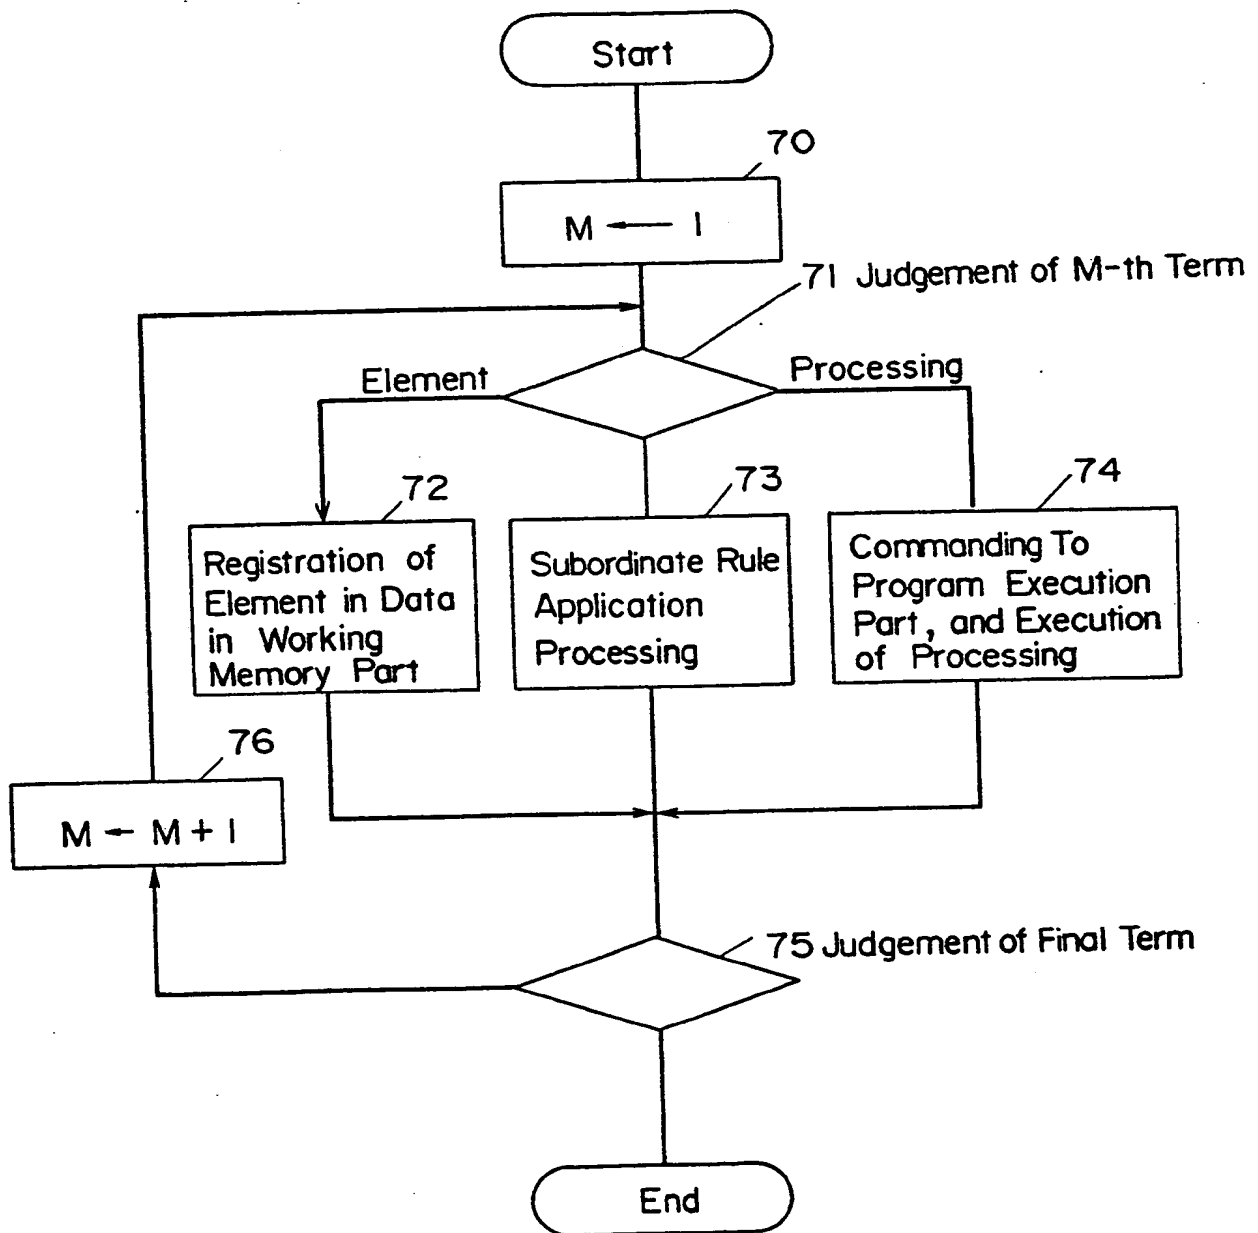 Start
70
M ← 1
71 Judgement of M-th Term
Element
Processing
72
Registration of
Element in Data
in Working
Memory Part
73
Subordinate Rule
Application
Processing
74
Commanding To
Program Execution
Part, and Execution
of Processing
76
M ← M + 1
75 Judgement of Final Term
End